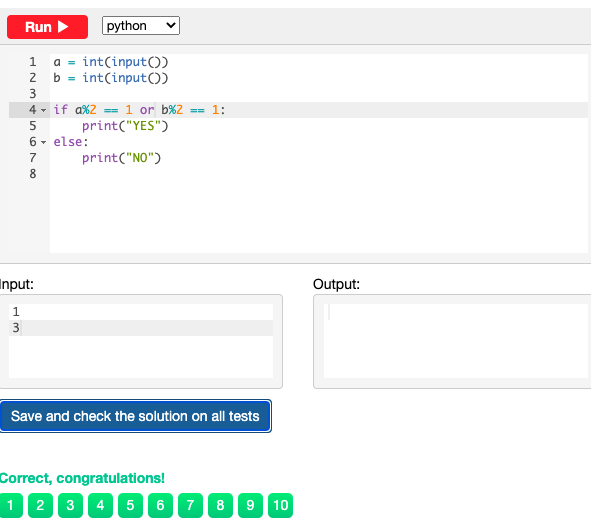 Run
python
1 a = int(input())
2 b = int(input())
3
4 if a%2 == 1 or b%2 == 1:
5 print("YES")
6 else:
7 print("NO")
8
nput:
Output:
1
3
Save and check the solution on all tests
Correct, congratulations!
1 2 3 4 5 6 7 8 9 10